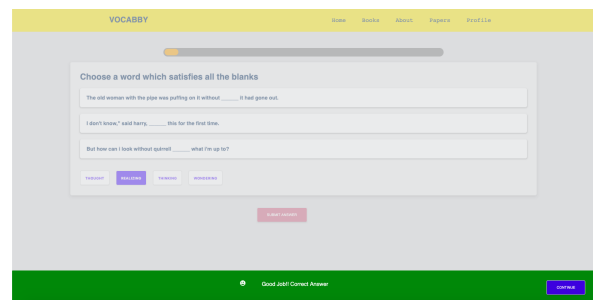 VOCABBY
Home Books About Papers Profile
Choose a word which satisfies all the blanks
The old woman with the pipe was puffing on it without ______ it had gone out.
I don't know," said harry, ______ this for the first time.
But how can I look without quirrell ______ what I'm up to?
THOUGHT REALIZING THINKING WONDERING
SUBMIT ANSWER
Good Job!! Correct Answer
CONTINUE